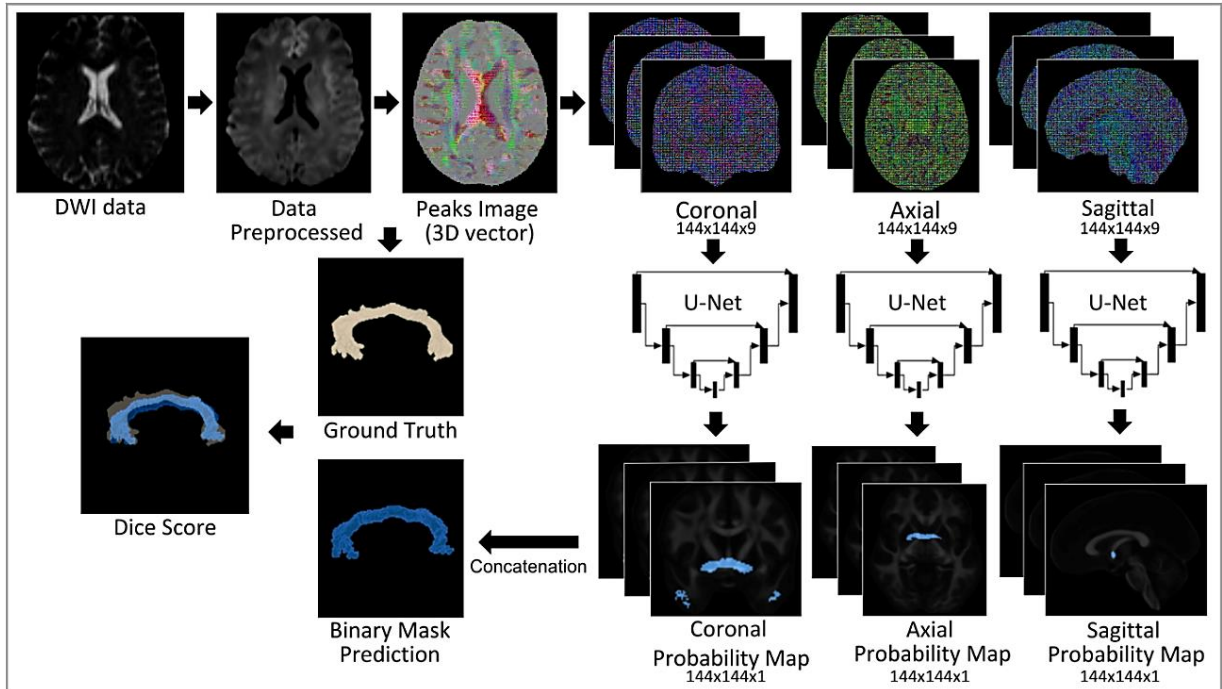 DWI data
Data
Preprocessed
Peaks Image
(3D vector)
Coronal
144x144x9
Axial
144x144x9
Sagittal
144x144x9
U-Net
U-Net
U-Net
Ground Truth
Dice Score
Binary Mask
Prediction
Concatenation
Coronal
Probability Map
144x144x1
Axial
Probability Map
144x144x1
Sagittal
Probability Map
144x144x1